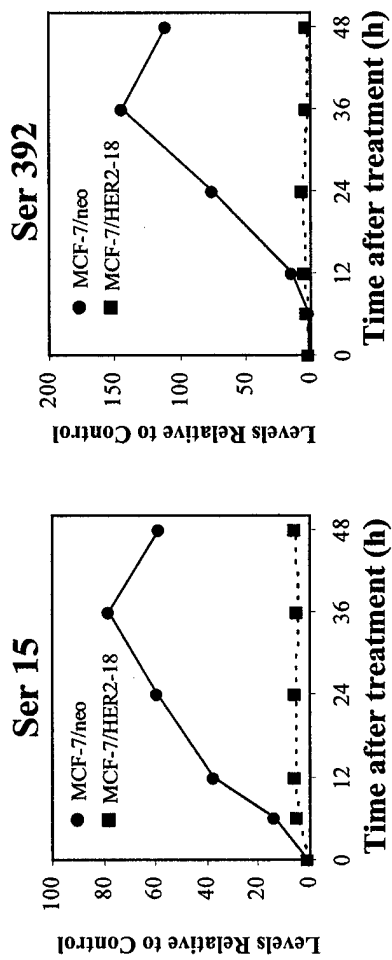 Ser 15
Levels Relative to Control
100
80
60
40
20
0
MCF-7/neo
MCF-7/HER2-18
0 12 24 36 48
Time after treatment (h)
Ser 392
Levels Relative to Control
200
150
100
50
0
MCF-7/neo
MCF-7/HER2-18
0 12 24 36 48
Time after treatment (h)